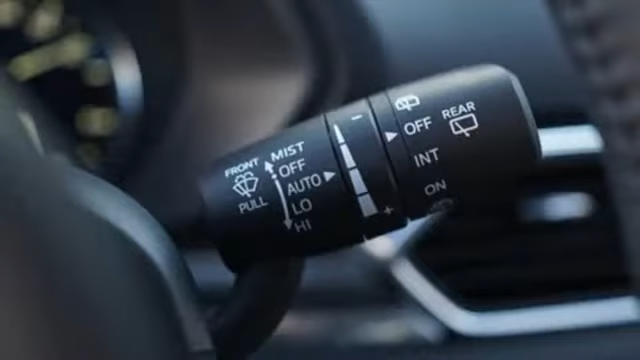 FRONT
PULL
MIST
OFF
AUTO
LO
HI
-
+
OFF
INT
ON
REAR